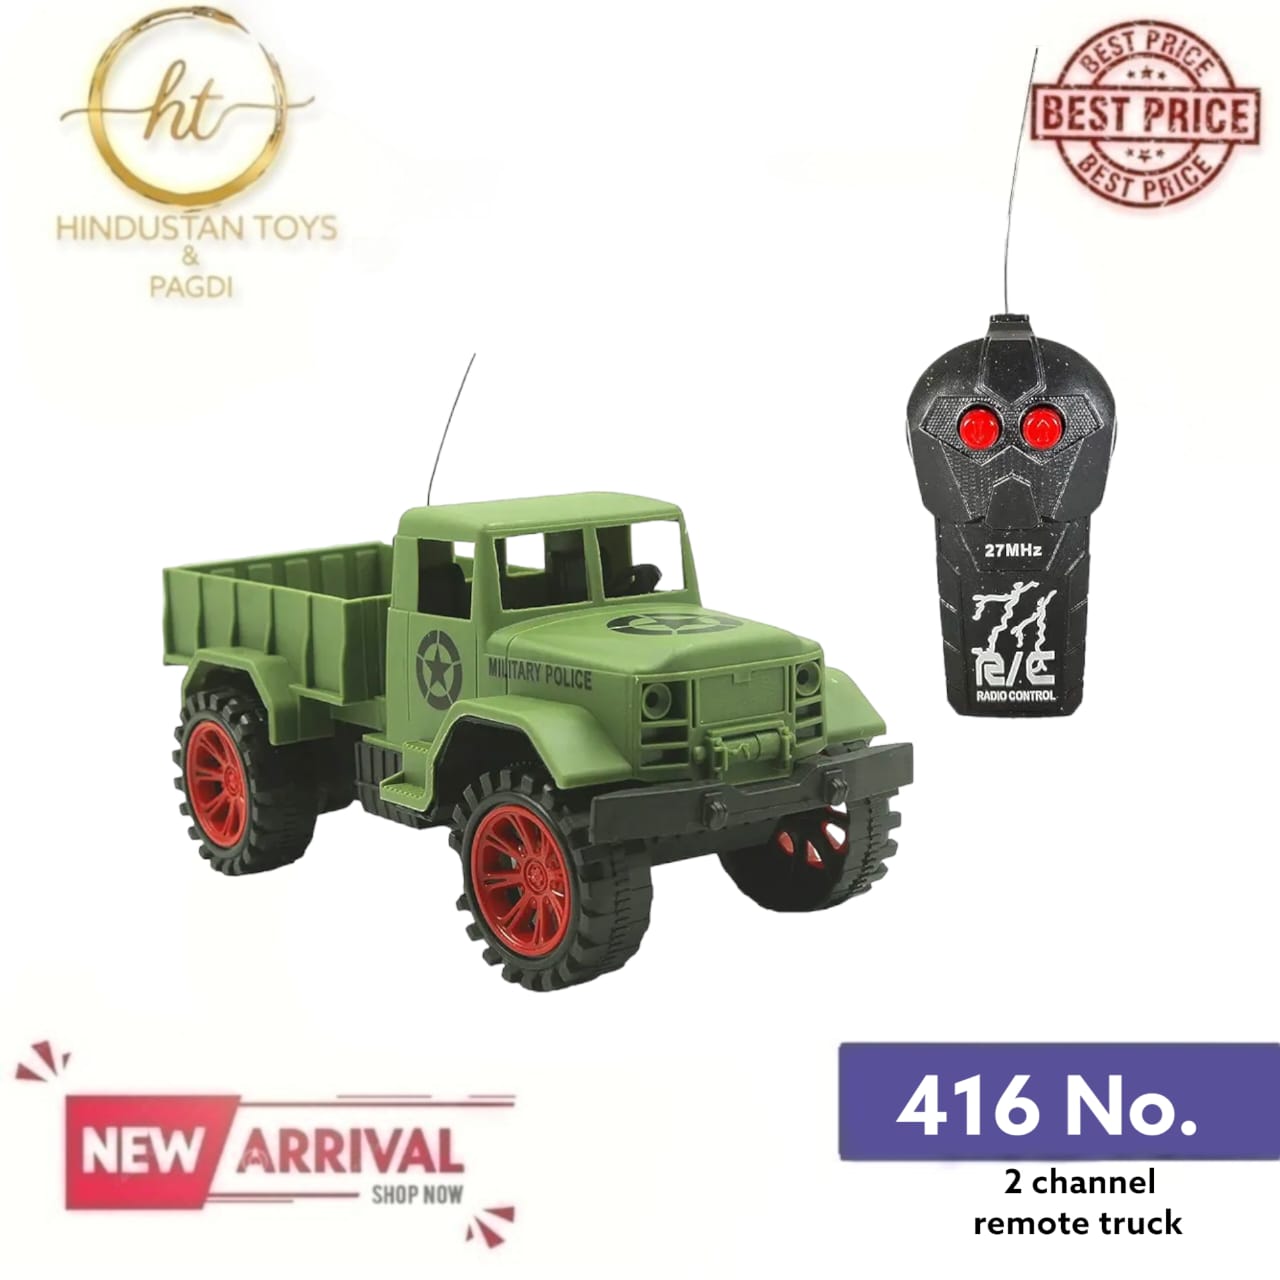 ht
HINDUSTAN TOYS
&
PAGDI
BEST PRICE
BEST PRICE
BEST PRICE
27MHz
R/C
RADIO CONTROL
MILITARY POLICE
NEW ARRIVAL
SHOP NOW
416 No.
2 channel
remote truck